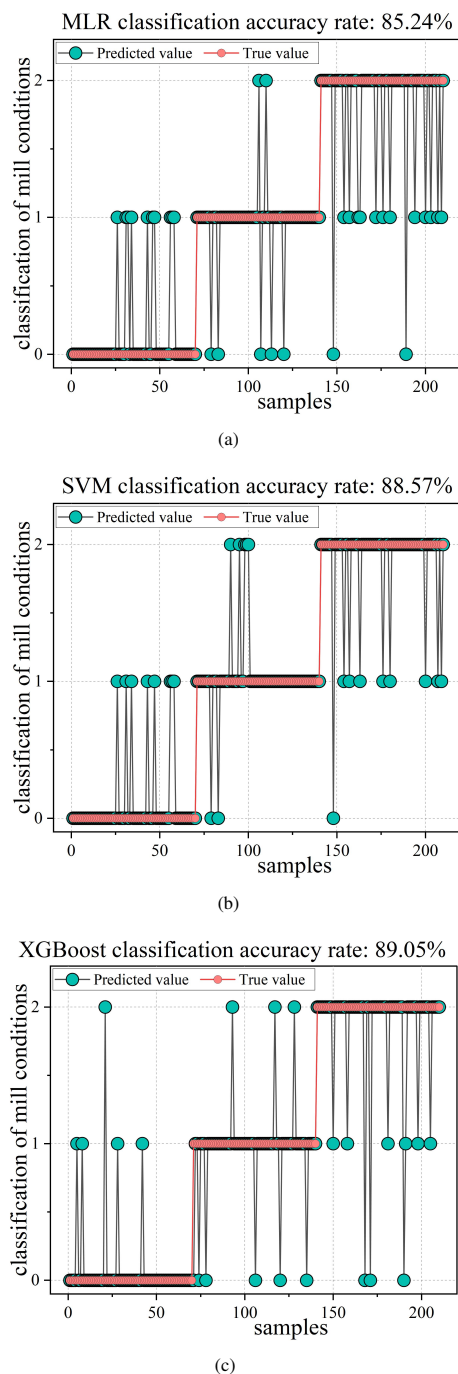 MLR classification accuracy rate: 85.24%
Predicted value True value
classification of mill conditions
2
1
0
0 50 100 150 200
samples
(a)
SVM classification accuracy rate: 88.57%
Predicted value True value
classification of mill conditions
2
1
0
0 50 100 150 200
samples
(b)
XGBoost classification accuracy rate: 89.05%
Predicted value True value
classification of mill conditions
2
1
0
0 50 100 150 200
samples
(c)